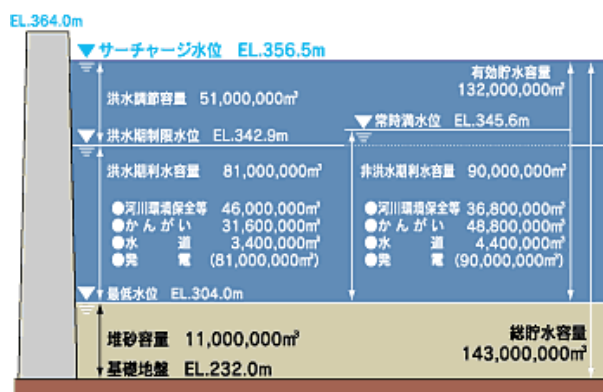 EL.364.0m
▼サーチャージ水位 EL.356.5m
有効貯水容量
132,000,000m³
洪水調節容量 51,000,000m³
▼常時満水位 EL.345.6m
▼洪水期制限水位 EL.342.9m
洪水期利水容量 81,000,000m³
●河川環境保全等 46,000,000m³
●かんがい 31,600,000m³
●水道 3,400,000m³
●発電 (81,000,000m³)
非洪水期利水容量 90,000,000m³
●河川環境保全等 36,800,000m³
●かんがい 48,800,000m³
●水道 4,400,000m³
●発電 (90,000,000m³)
▼最低水位 EL.304.0m
堆砂容量 11,000,000m³
総貯水容量
143,000,000m³
基礎地盤 EL.232.0m